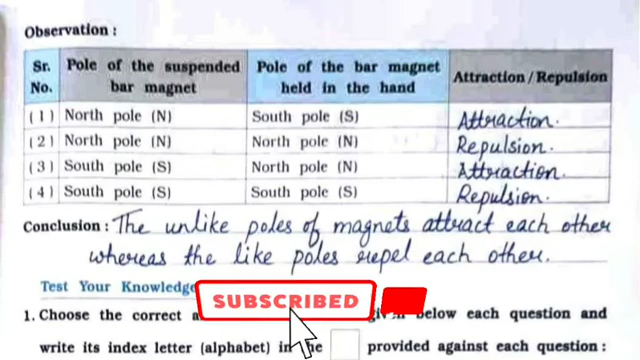 Observation :
Sr. No. Pole of the suspended bar magnet Pole of the bar magnet held in the hand Attraction / Repulsion
(1) North pole (N) South pole (S) Attraction.
(2) North pole (N) North pole (N) Repulsion.
(3) South pole (S) North pole (N) Attraction.
(4) South pole (S) South pole (S) Repulsion.
Conclusion : The unlike poles of magnets attract each other
whereas the like poles repel each other.
Test Your Knowledge
SUBSCRIBED
1. Choose the correct below each question and
write its index letter (alphabet) in provided against each question :